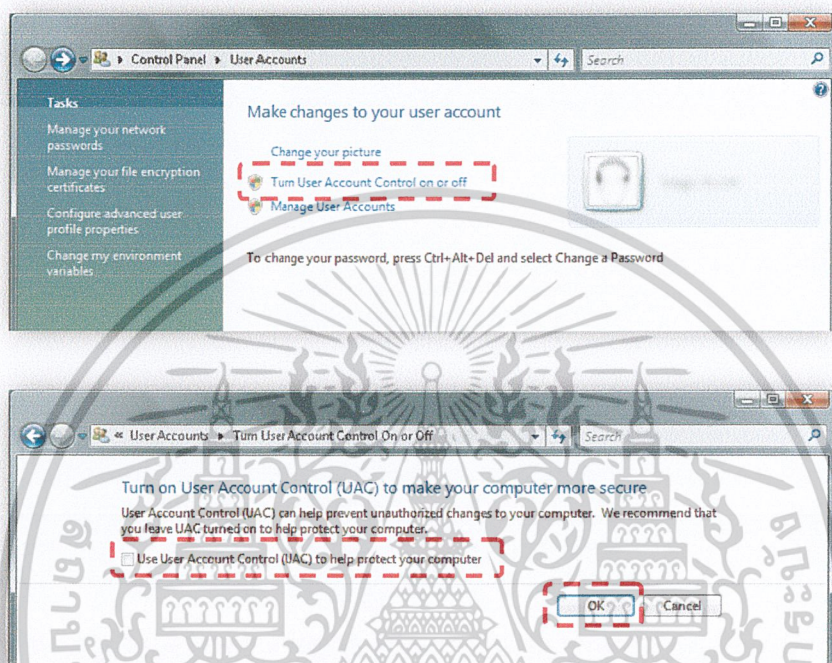 Control Panel ▸ User Accounts
Search
Tasks
Manage your network
passwords
Manage your file encryption
certificates
Configure advanced user
profile properties
Change my environment
variables
Make changes to your user account
Change your picture
Turn User Account Control on or off
Manage User Accounts
To change your password, press Ctrl+Alt+Del and select Change a Password
« User Accounts ▸ Turn User Account Control On or Off
Search
Turn on User Account Control (UAC) to make your computer more secure
User Account Control (UAC) can help prevent unauthorized changes to your computer. We recommend that
you leave UAC turned on to help protect your computer.
Use User Account Control (UAC) to help protect your computer
OK
Cancel